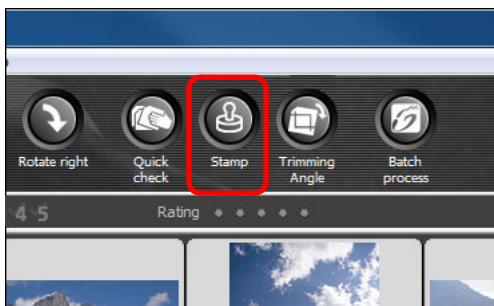 Rotate right
Quick check
Stamp
Trimming Angle
Batch process
4 5
Rating